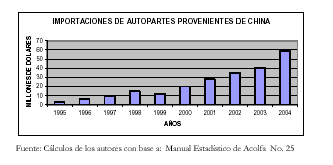 IMPORTACIONES DE AUTOPARTES PROVENIENTES DE CHINA
MILLONES DE DOLARES
70
60
50
40
30
20
10
0
1995 1996 1997 1998 1999 2000 2001 2002 2003 2004
AÑOS
Fuente: Cálculos de los autores con base a: Manual Estadístico de Acolfa No. 25